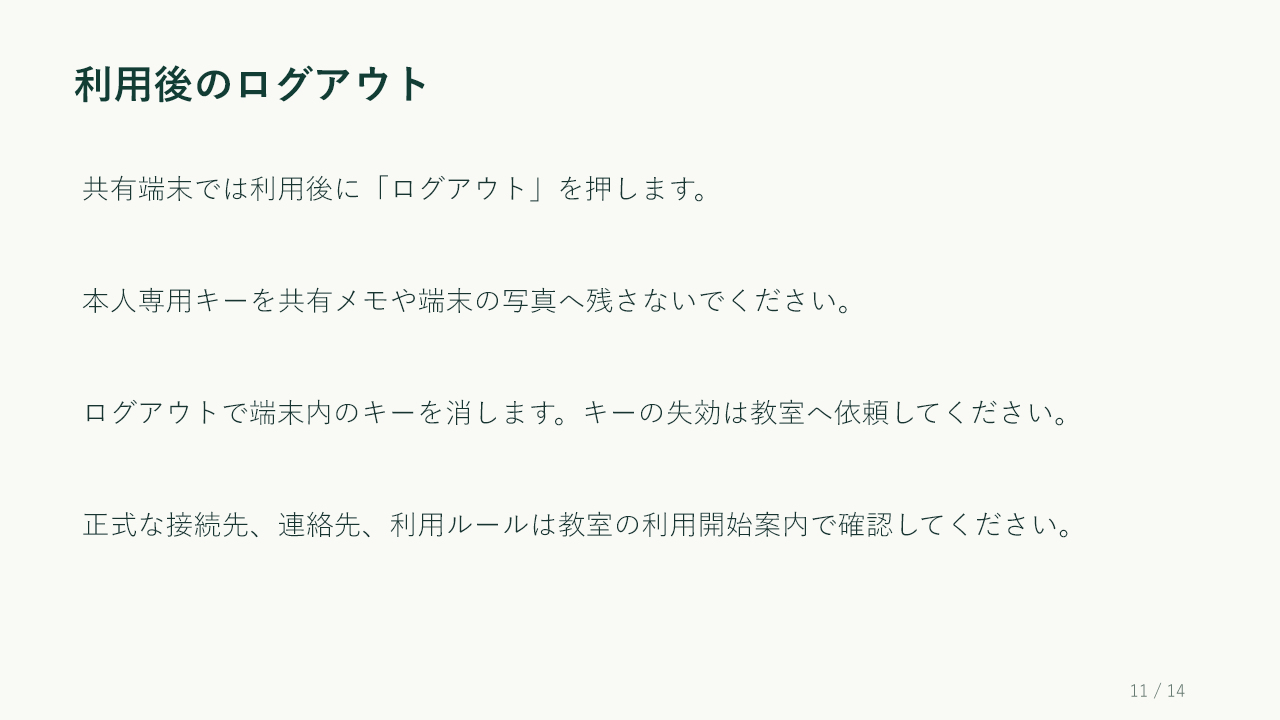 利用後のログアウト
共有端末では利用後に「ログアウト」を押します。
本人専用キーを共有メモや端末の写真へ残さないでください。
ログアウトで端末内のキーを消します。キーの失効は教室へ依頼してください。
正式な接続先、連絡先、利用ルールは教室の利用開始案内で確認してください。
11 / 14